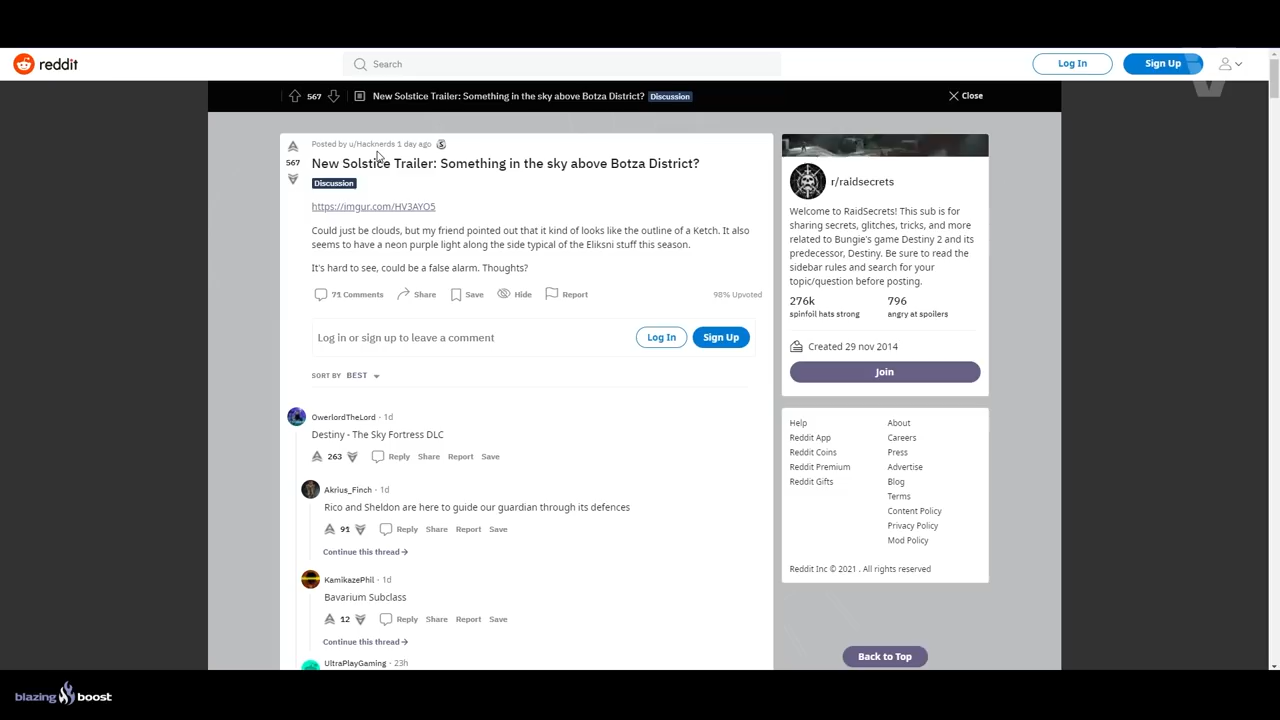 reddit
Search
Log In
Sign Up
567
New Solstice Trailer: Something in the sky above Botza District?
Discussion
Close
Posted by u/Hacknerds 1 day ago
567
New Solstice Trailer: Something in the sky above Botza District?
Discussion
https://imgur.com/HV3AYO5
Could just be clouds, but my friend pointed out that it kind of looks like the outline of a Ketch. It also
seems to have a neon purple light along the side typical of the Eliksni stuff this season.
It's hard to see, could be a false alarm. Thoughts?
71 Comments
Share
Save
Hide
Report
98% Upvoted
Log in or sign up to leave a comment
Log In
Sign Up
SORT BY BEST
OwerlordTheLord · 1d
Destiny - The Sky Fortress DLC
263
Reply
Share
Report
Save
Akrius_Finch · 1d
Rico and Sheldon are here to guide our guardian through its defences
91
Reply
Share
Report
Save
Continue this thread
KamikazePhil · 1d
Bavarium Subclass
12
Reply
Share
Report
Save
Continue this thread
UltraPlayGaming · 23h
r/raidsecrets
Welcome to RaidSecrets! This sub is for
sharing secrets, glitches, tricks, and more
related to Bungie's game Destiny 2 and its
predecessor, Destiny. Be sure to read the
sidebar rules and search for your
topic/question before posting.
276k
796
spinfoil hats strong
angry at spoilers
Created 29 nov 2014
Join
Help
About
Reddit App
Careers
Reddit Coins
Press
Reddit Premium
Advertise
Reddit Gifts
Blog
Terms
Content Policy
Privacy Policy
Mod Policy
Reddit Inc © 2021 . All rights reserved
Back to Top
blazing boost